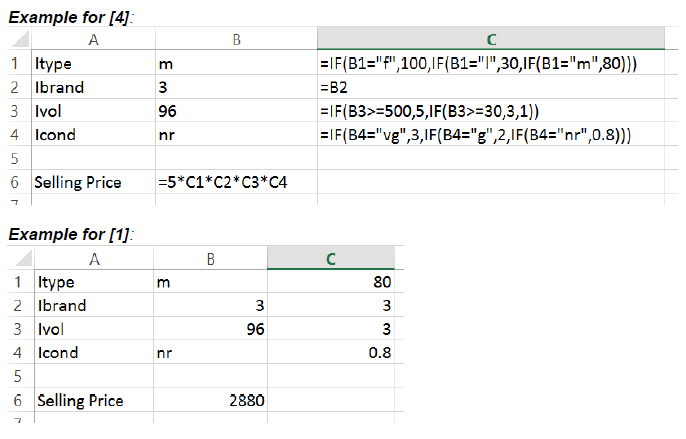 Example for [4]:
A B C
1 Itype m =IF(B1="f",100,IF(B1="l",30,IF(B1="m",80)))
2 Ibrand 3 =B2
3 Ivol 96 =IF(B3>=500,5,IF(B3>=30,3,1))
4 Icond nr =IF(B4="vg",3,IF(B4="g",2,IF(B4="nr",0.8)))
5
6 Selling Price =5*C1*C2*C3*C4
Example for [1]:
A B C
1 Itype m 80
2 Ibrand 3 3
3 Ivol 96 3
4 Icond nr 0.8
5
6 Selling Price 2880